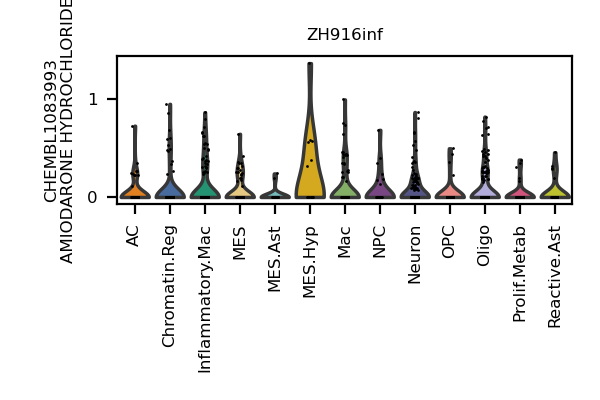 ZH916inf
CHEMBL1083993
AMIODARONE HYDROCHLORIDE
1
0
AC
Chromatin.Reg
Inflammatory.Mac
MES
MES.Ast
MES.Hyp
Mac
NPC
Neuron
OPC
Oligo
Prolif.Metab
Reactive.Ast